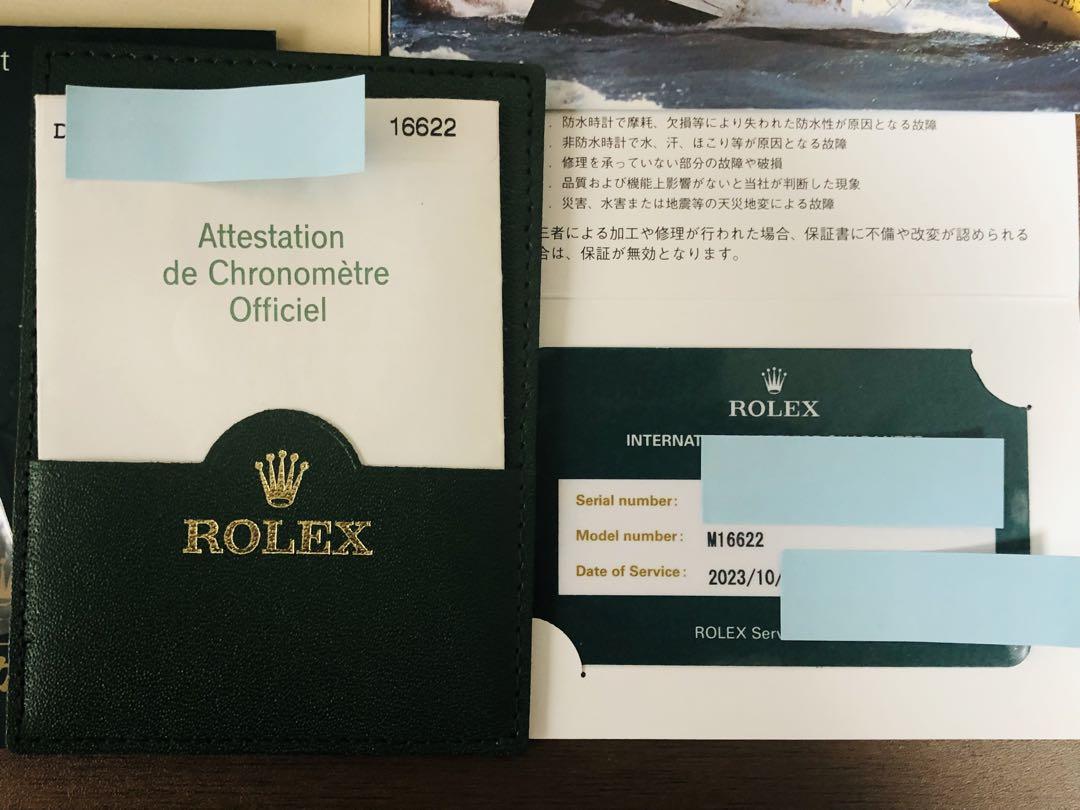 t
D
16622
Attestation
de Chronomètre
Officiel
ROLEX
. 防水時計で摩耗、欠損等により失われた防水性が原因となる故障
. 非防水時計で水、汗、ほこり等が原因となる故障
. 修理を承っていない部分の故障や破損
. 品質および機能上影響がないと当社が判断した現象
. 災害、水害または地震等の天災地変による故障
三者による加工や修理が行われた場合、保証書に不備や改変が認められる
合は、保証が無効となります。
ROLEX
INTERNAT
Serial number:
Model number: M16622
Date of Service: 2023/10/
ROLEX Serv